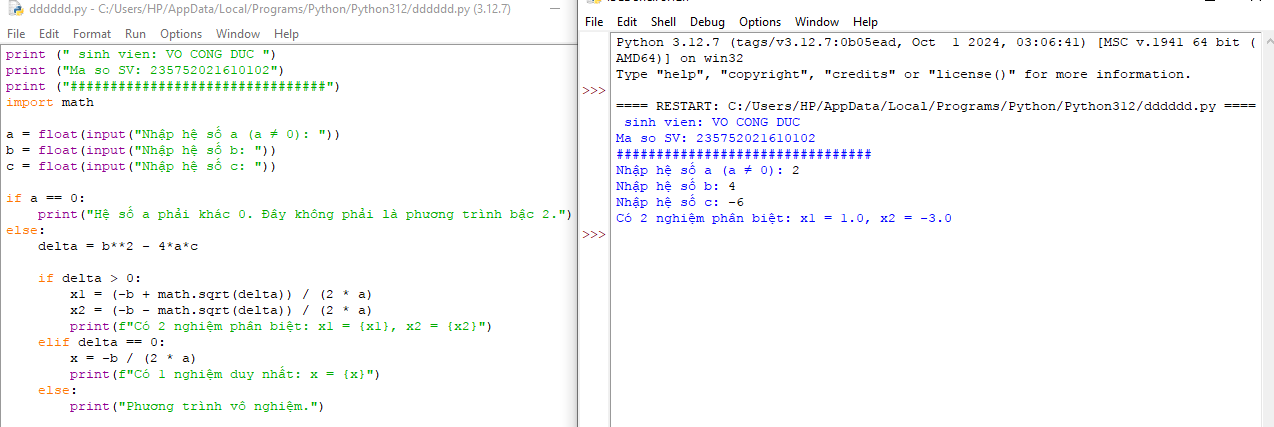 dddddd.py - C:/Users/HP/AppData/Local/Programs/Python/Python312/dddddd.py (3.12.7)
File Edit Format Run Options Window Help
print (" sinh vien: VO CONG DUC ")
print ("Ma so SV: 235752021610102")
print ("################################")
import math
a = float(input("Nhập hệ số a (a ≠ 0): "))
b = float(input("Nhập hệ số b: "))
c = float(input("Nhập hệ số c: "))
if a == 0:
    print("Hệ số a phải khác 0. Đây không phải là phương trình bậc 2.")
else:
    delta = b**2 - 4*a*c
    if delta > 0:
        x1 = (-b + math.sqrt(delta)) / (2 * a)
        x2 = (-b - math.sqrt(delta)) / (2 * a)
        print(f"Có 2 nghiệm phân biệt: x1 = {x1}, x2 = {x2}")
    elif delta == 0:
        x = -b / (2 * a)
        print(f"Có 1 nghiệm duy nhất: x = {x}")
    else:
        print("Phương trình vô nghiệm.")
File Edit Shell Debug Options Window Help
Python 3.12.7 (tags/v3.12.7:0b05ead, Oct  1 2024, 03:06:41) [MSC v.1941 64 bit (
AMD64)] on win32
Type "help", "copyright", "credits" or "license()" for more information.
>>>
==== RESTART: C:/Users/HP/AppData/Local/Programs/Python/Python312/dddddd.py ====
 sinh vien: VO CONG DUC
Ma so SV: 235752021610102
################################
Nhập hệ số a (a ≠ 0): 2
Nhập hệ số b: 4
Nhập hệ số c: -6
Có 2 nghiệm phân biệt: x1 = 1.0, x2 = -3.0
>>>